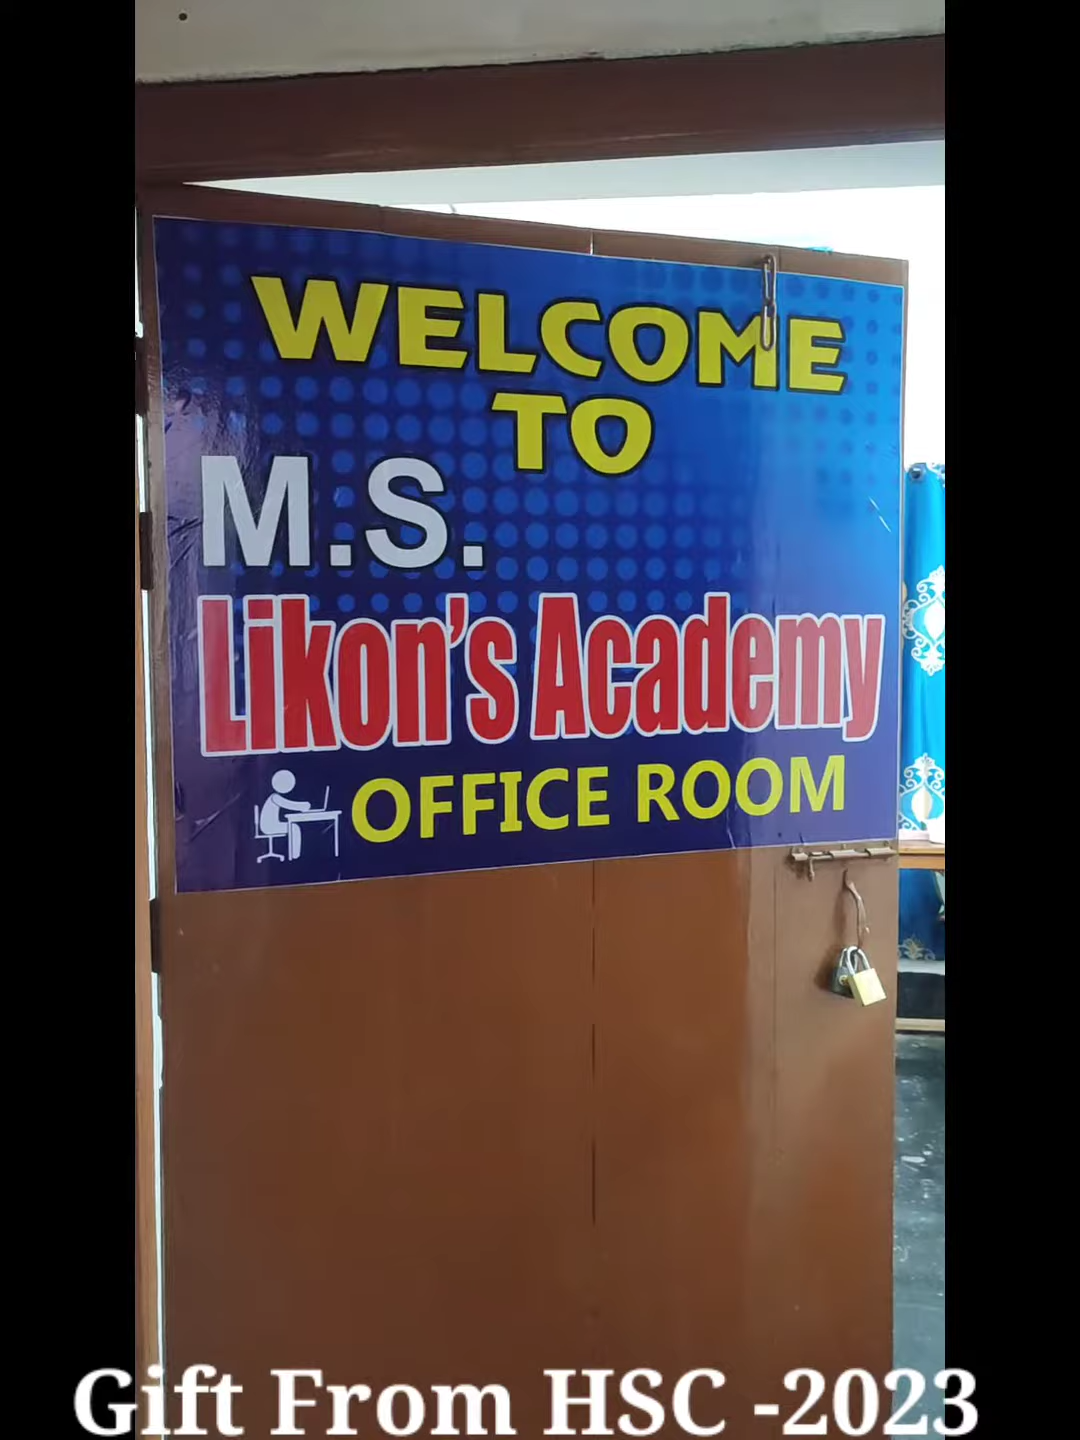 WELCOME
TO
M.S.
Likon's Academy
OFFICE ROOM
Gift From HSC -2023